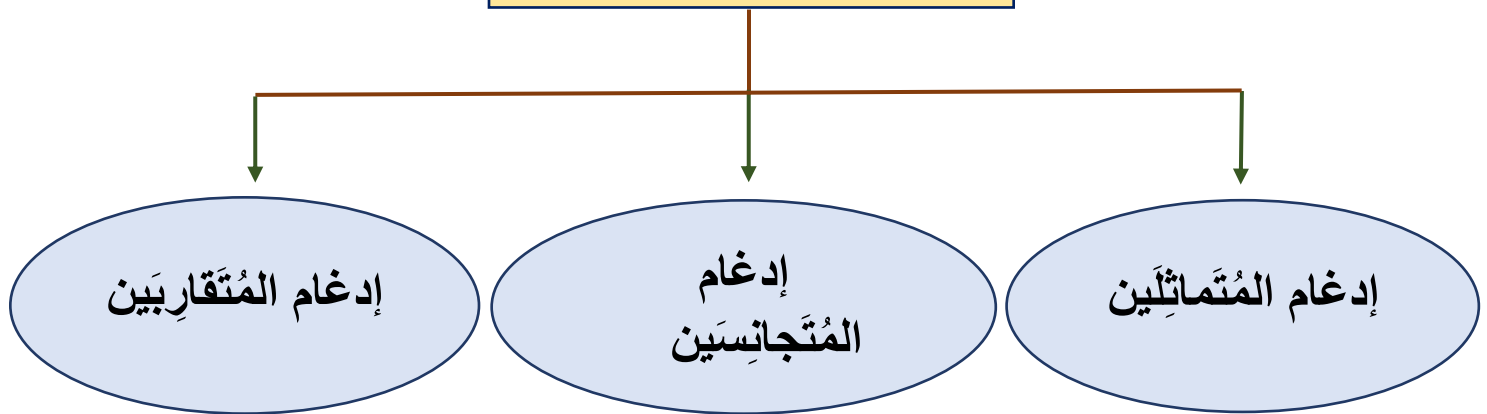 إدغام المُتَماثِلَين
إدغام
المُتَجانِسَين
إدغام المُتَقارِبَين